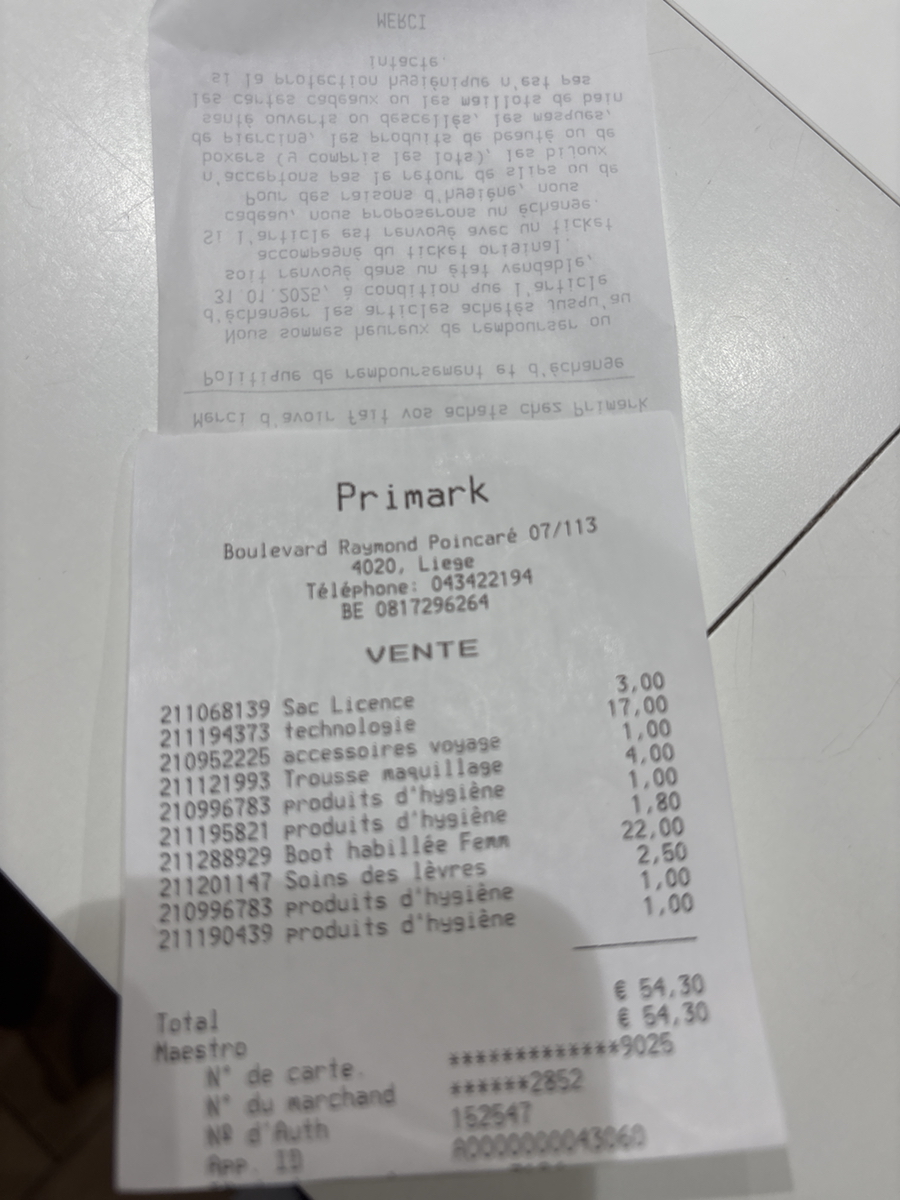 Merci d'avoir fait vos achats chez Primark
Politique de remboursement et d'échange
Nous sommes heureux de rembourser ou
d'échanger les articles achetés jusqu'au
31.01.2025, à condition que l'article
soit renvoyé dans un état vendable,
accompagné du ticket original.
Si l'article est renvoyé avec un ticket
cadeau, nous proposerons un échange.
Pour des raisons d'hygiène, nous
n'acceptons pas le retour de slips ou de
boxers (y compris les lots), les bijoux
de piercing, les produits de beauté ou de
santé ouverts ou descellés, les masques,
les cartes cadeaux ou les maillots de bain
si la protection hygiénique n'est pas
intacte.
MERCI
Primark
Boulevard Raymond Poincaré 07/113
4020, Liege
Téléphone: 043422194
BE 0817296264
VENTE
211068139 Sac Licence 3,00
211194373 technologie 17,00
210952225 accessoires voyage 1,00
211121993 Trousse maquillage 4,00
210996783 produits d'hygiène 1,00
211195821 produits d'hygiène 1,80
211288929 Boot habillée Femm 22,00
211201147 Soins des lèvres 2,50
210996783 produits d'hygiène 1,00
211190439 produits d'hygiène 1,00
Total € 54,30
Maestro € 54,30
N° de carte. *************9025
N° du marchand ******2852
Nº d'Auth 152547
App. ID A0000000043060